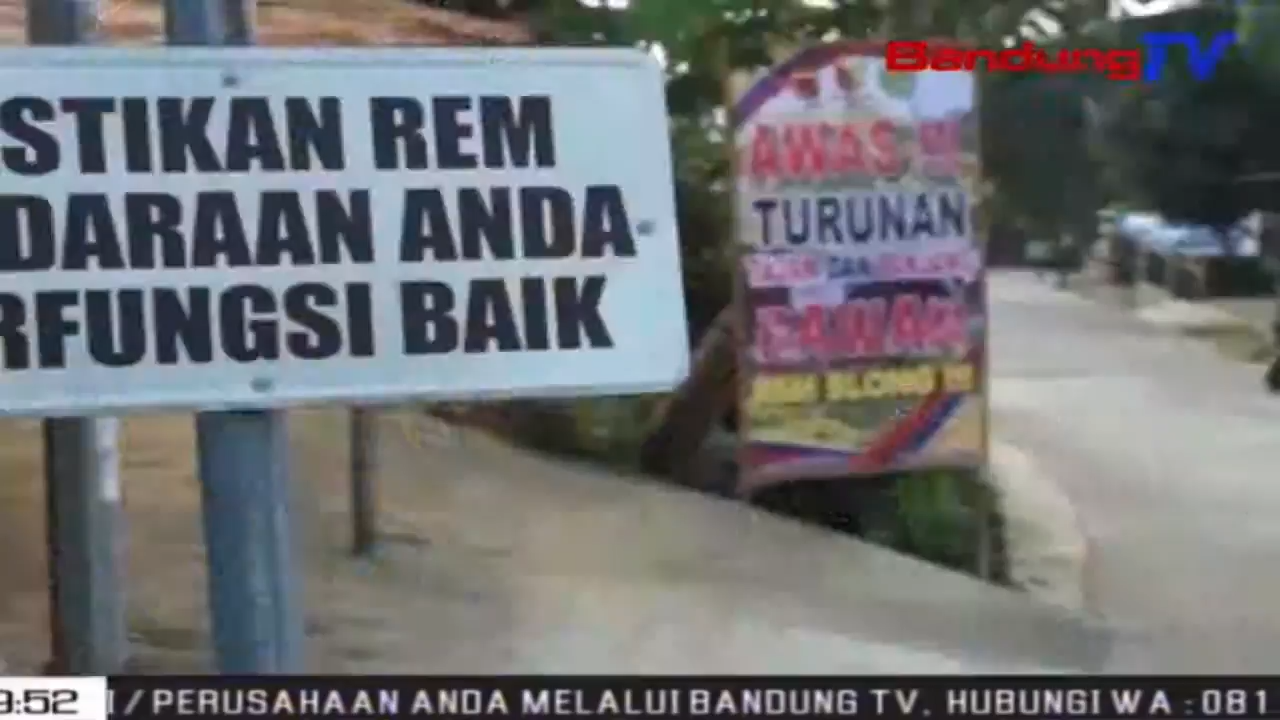 BandungTV
STIKAN REM
DARAAN ANDA
RFUNGSI BAIK
AWAS !!!
TURUNAN
DAN
RAWAN
9:52
I / PERUSAHAAN ANDA MELALUI BANDUNG TV. HUBUNGI WA : 081